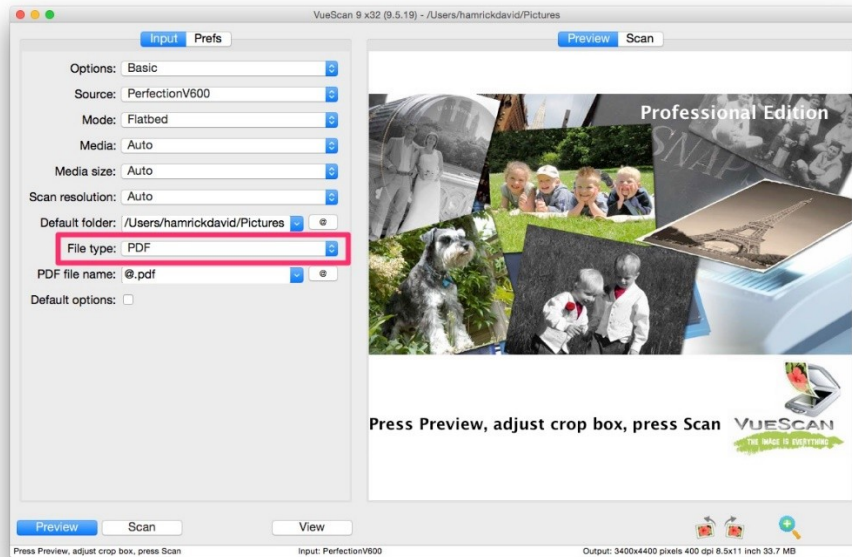 VueScan 9 x32 (9.5.19) - /Users/hamrickdavid/Pictures
Input Prefs
Preview Scan
Options: Basic
Source: PerfectionV600
Mode: Flatbed
Media: Auto
Media size: Auto
Scan resolution: Auto
Default folder: /Users/hamrickdavid/Pictures @
File type: PDF
PDF file name: @.pdf @
Default options:
Professional Edition
SNAP
Press Preview, adjust crop box, press Scan
VUESCAN
THE IMAGE IS EVERYTHING
Preview Scan View
Press Preview, adjust crop box, press Scan Input: PerfectionV600 Output: 3400x4400 pixels 400 dpi 8.5x11 inch 33.7 MB